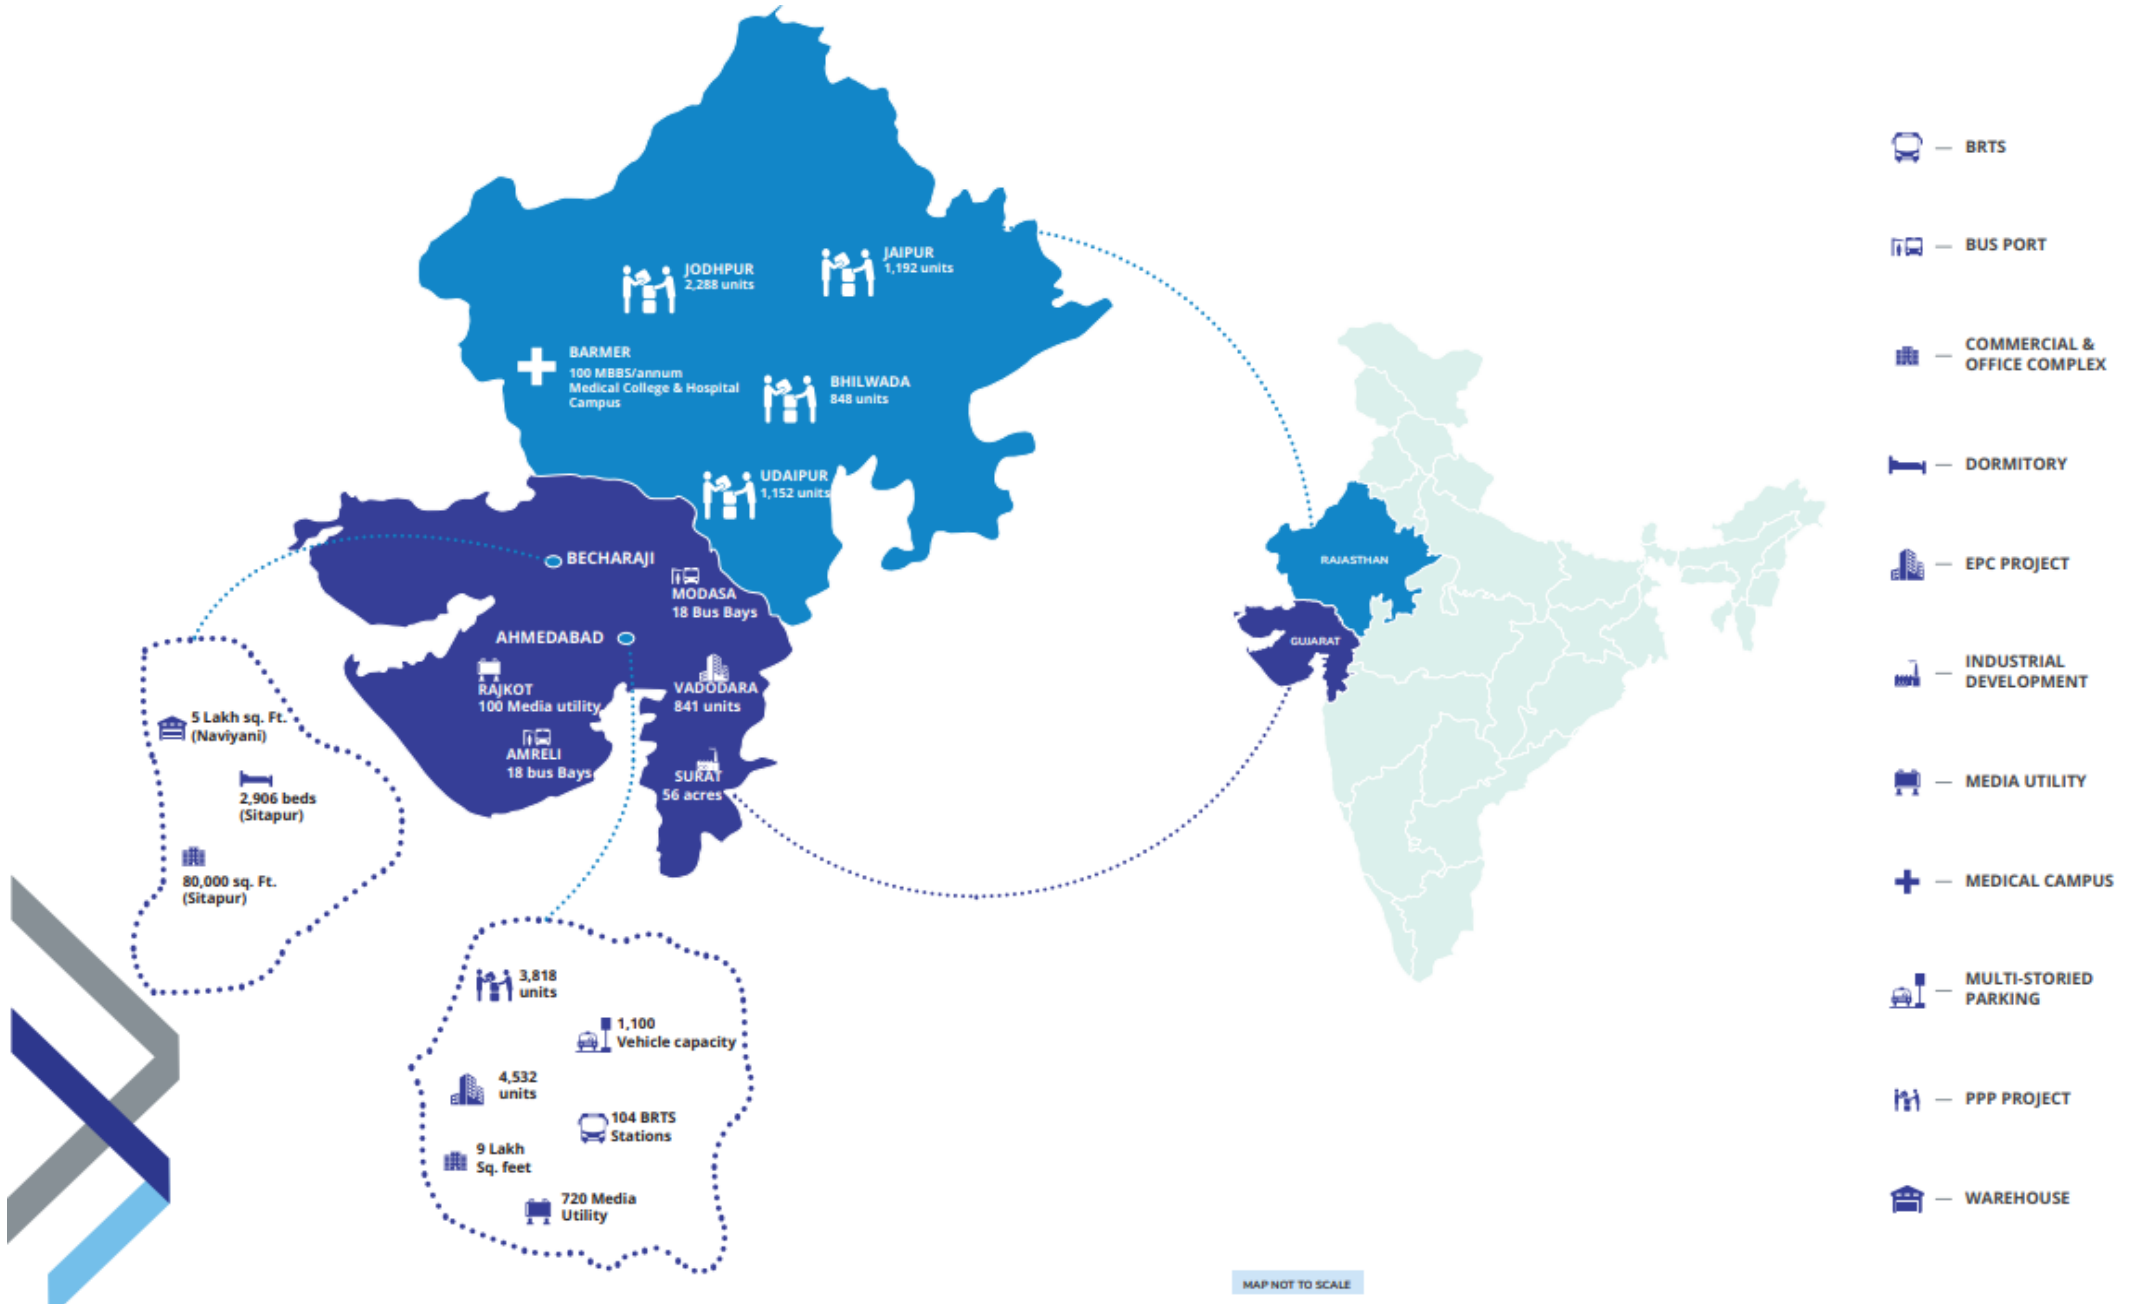 JODHPUR
2,288 units
JAIPUR
1,192 units
BARMER
100 MBBS/annum
Medical College & Hospital
Campus
BHILWADA
848 units
UDAIPUR
1,152 units
BECHARAJI
MODASA
18 Bus Bays
AHMEDABAD
RAJKOT
100 Media utility
VADODARA
841 units
AMRELI
18 bus Bays
SURAT
56 acres
5 Lakh sq. Ft.
(Naviyani)
2,906 beds
(Sitapur)
80,000 sq. Ft.
(Sitapur)
3,818
units
1,100
Vehicle capacity
4,532
units
104 BRTS
Stations
9 Lakh
Sq. feet
720 Media
Utility
RAJASTHAN
GUJARAT
MAP NOT TO SCALE
— BRTS
— BUS PORT
— COMMERCIAL &
OFFICE COMPLEX
— DORMITORY
— EPC PROJECT
— INDUSTRIAL
DEVELOPMENT
— MEDIA UTILITY
— MEDICAL CAMPUS
— MULTI-STORIED
PARKING
— PPP PROJECT
— WAREHOUSE